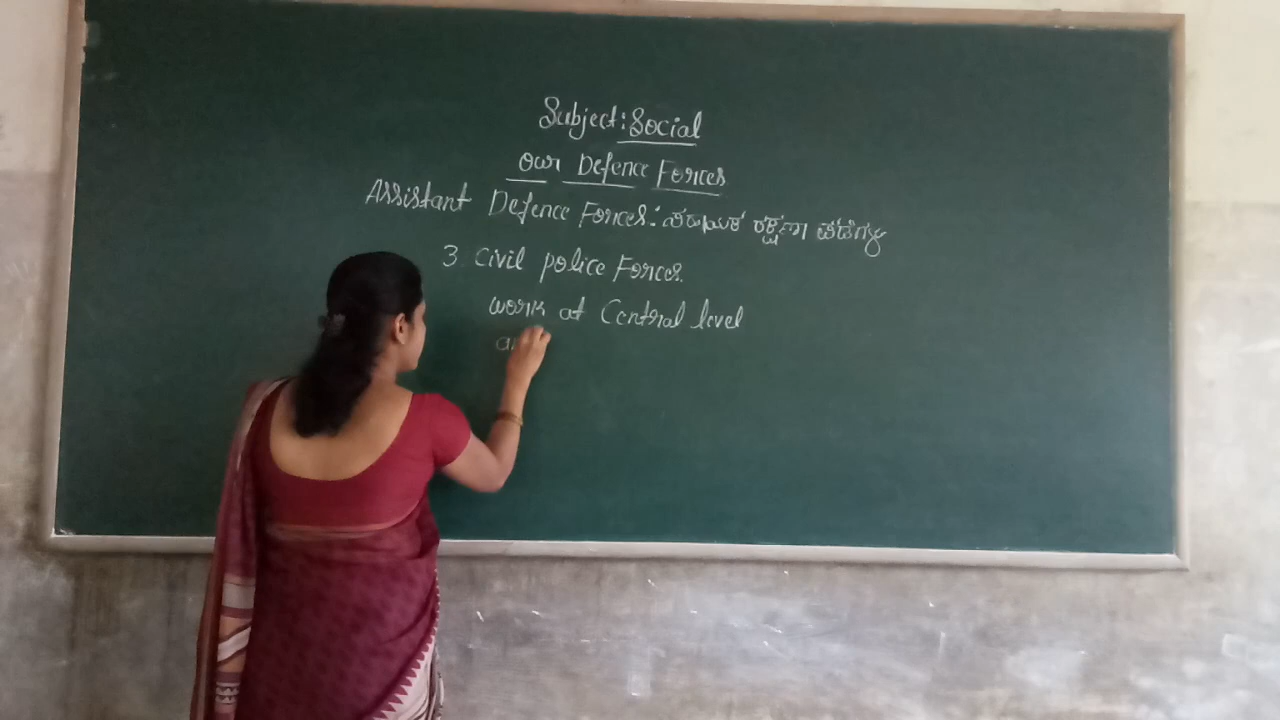 Subject: Social
Our Defence Forces
Assistant Defence Forces: ಸಹಾಯಕ ರಕ್ಷಣಾ ಪಡೆಗಳು
3. Civil police Forces.
work at Central level